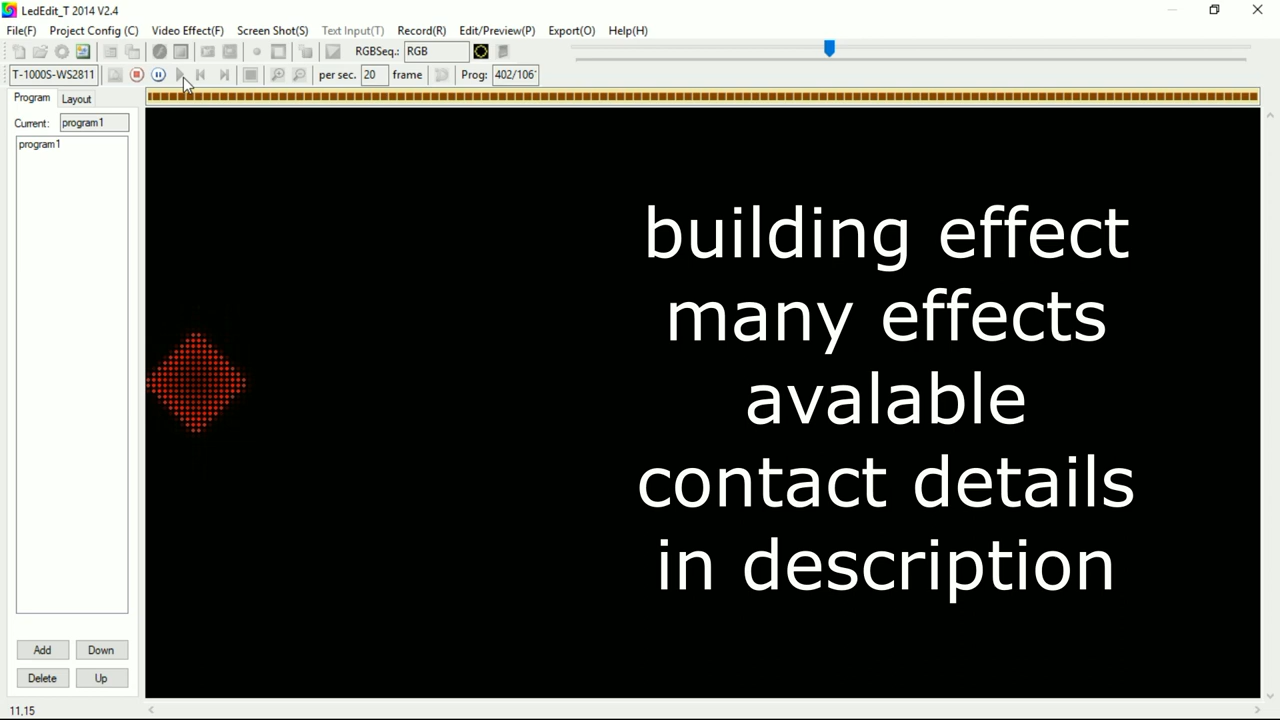 LedEdit_T 2014 V2.4
File(F) Project Config (C) Video Effect(F) Screen Shot(S) Text Input(T) Record(R) Edit/Preview(P) Export(O) Help(H)
RGBSeq.: RGB
T-1000S-WS2811 per sec. 20 frame Prog: 402/106
Program Layout
Current: program1
program1
building effect
many effects
avalable
contact details
in description
Add Down
Delete Up
11,15